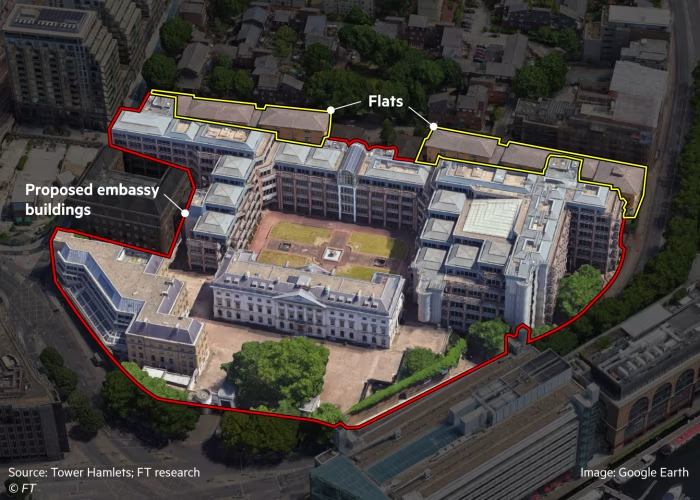 Flats
Proposed embassy
buildings
Source: Tower Hamlets; FT research
© FT
Image: Google Earth